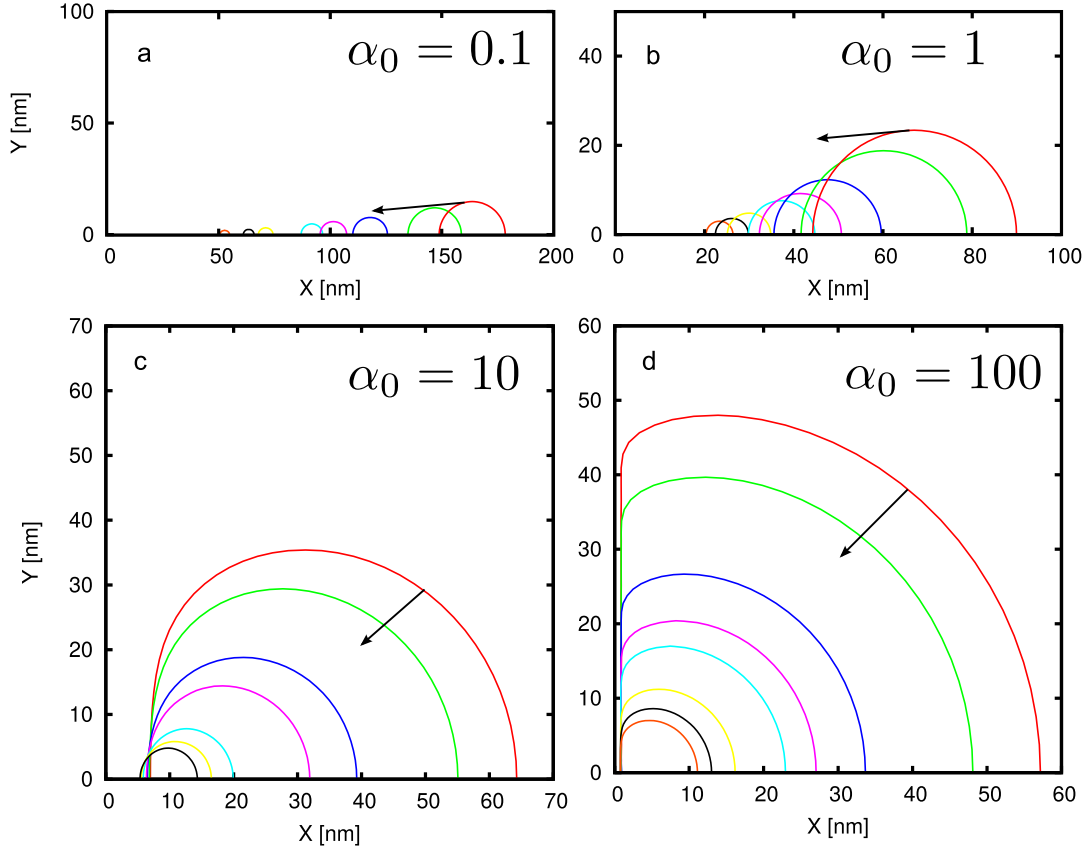 a
α₀ = 0.1
100
50
0
Y [nm]
0 50 100 150 200
X [nm]
b
α₀ = 1
40
20
0
0 20 40 60 80 100
X [nm]
c
α₀ = 10
70
60
50
40
30
20
10
0
Y [nm]
0 10 20 30 40 50 60 70
X [nm]
d
α₀ = 100
60
50
40
30
20
10
0
0 10 20 30 40 50 60
X [nm]